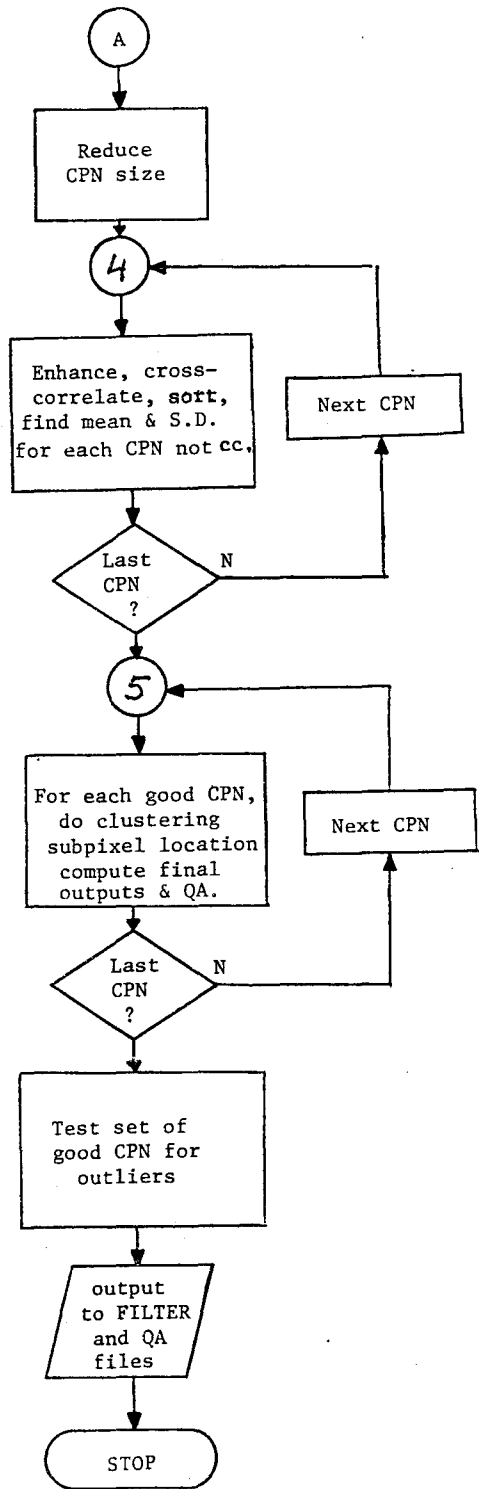 A
Reduce
CPN size
4
Enhance, cross-
correlate, sort,
find mean & S.D.
for each CPN not cc.
Next CPN
Last
CPN
?
N
5
For each good CPN,
do clustering
subpixel location
compute final
outputs & QA.
Next CPN
Last
CPN
?
N
Test set of
good CPN for
outliers
output
to FILTER
and QA
files
STOP